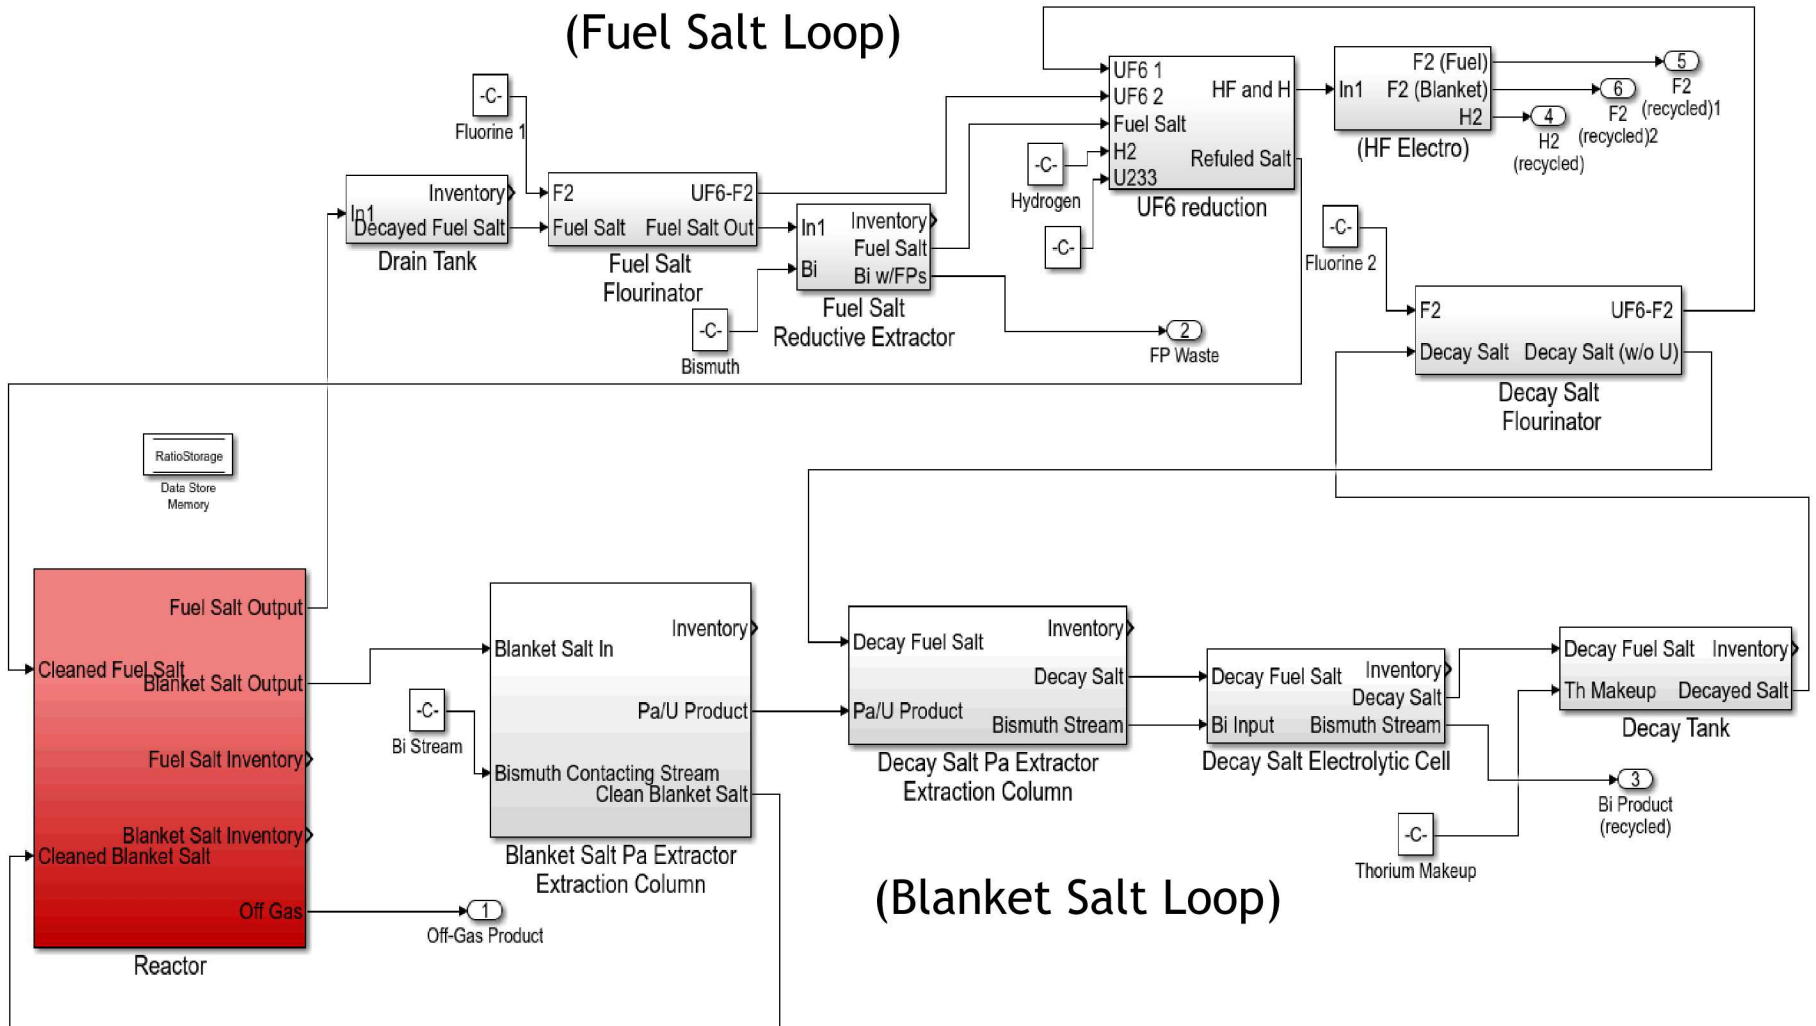 (Fuel Salt Loop)
-C-
Fluorine 1
Inventory
In1
Decayed Fuel Salt
Drain Tank
F2
UF6-F2
Fuel Salt
Fuel Salt Out
Fuel Salt
Flourinator
-C-
Bismuth
In1
Inventory
Fuel Salt
Bi
Bi w/FPs
Fuel Salt
Reductive Extractor
2
FP Waste
UF6 1
UF6 2
HF and H
Fuel Salt
H2
Refuled Salt
U233
UF6 reduction
-C-
Hydrogen
-C-
F2 (Fuel)
In1
F2 (Blanket)
H2
(HF Electro)
5
F2
(recycled)1
6
F2
(recycled)2
4
H2
(recycled)
-C-
Fluorine 2
F2
UF6-F2
Decay Salt
Decay Salt (w/o U)
Decay Salt
Flourinator
RatioStorage
Data Store
Memory
Fuel Salt Output
Cleaned Fuel Salt
Blanket Salt Output
Fuel Salt Inventory
Blanket Salt Inventory
Cleaned Blanket Salt
Off Gas
Reactor
1
Off-Gas Product
-C-
Bi Stream
Inventory
Blanket Salt In
Pa/U Product
Bismuth Contacting Stream
Clean Blanket Salt
Blanket Salt Pa Extractor
Extraction Column
Inventory
Decay Fuel Salt
Decay Salt
Pa/U Product
Bismuth Stream
Decay Salt Pa Extractor
Extraction Column
Inventory
Decay Fuel Salt
Decay Salt
Bi Input
Bismuth Stream
Decay Salt Electrolytic Cell
Decay Fuel Salt
Inventory
Th Makeup
Decayed Salt
Decay Tank
3
Bi Product
(recycled)
-C-
Thorium Makeup
(Blanket Salt Loop)